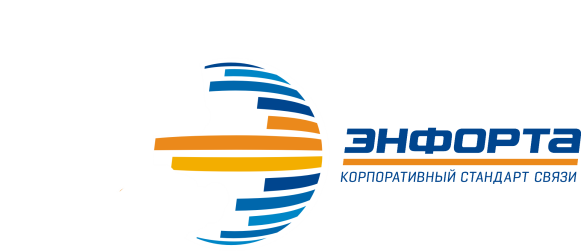 ЭНФОРТА
КОРПОРАТИВНЫЙ СТАНДАРТ СВЯЗИ